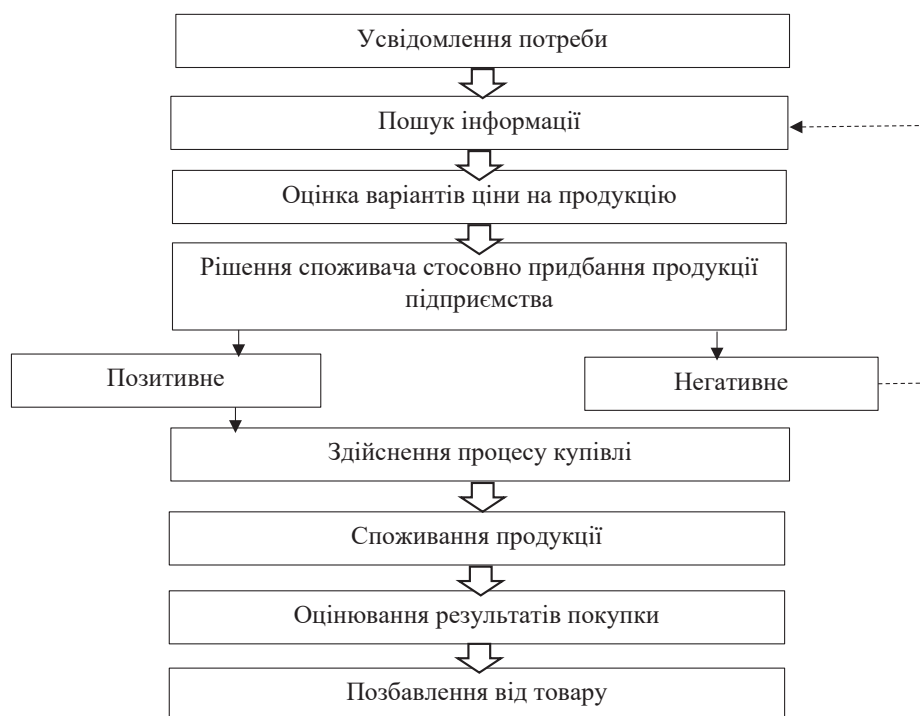 Усвідомлення потреби
Пошук інформації
Оцінка варіантів ціни на продукцію
Рішення споживача стосовно придбання продукції
підприємства
Позитивне
Негативне
Здійснення процесу купівлі
Споживання продукції
Оцінювання результатів покупки
Позбавлення від товару